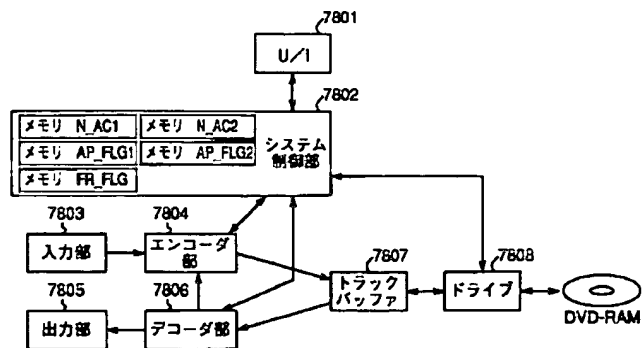 7801
U/I
7802
メモリ N_AC1
メモリ N_AC2
メモリ AP_FLG1
メモリ AP_FLG2
メモリ FR_FLG
システム
制御部
7803
入力部
7804
エンコーダ
部
7805
出力部
7806
デコーダ部
7807
トラック
バッファ
7808
ドライブ
DVD-RAM